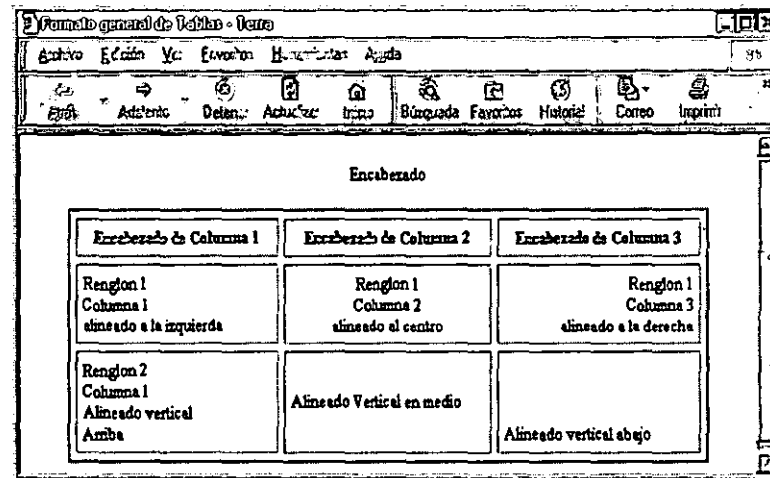 Formato general de Tablas - Terra
Archivo Edición Ver Favoritos Herramientas Ayuda
Atrás Adelante Detener Actualizar Inicio Búsqueda Favoritos Historial Correo Imprimir
Encabezado
Encabezado de Columna 1 Encabezado de Columna 2 Encabezado de Columna 3
Renglon 1
Columna 1
alineado a la izquierda
Renglon 1
Columna 2
alineado al centro
Renglon 1
Columna 3
alineado a la derecha
Renglon 2
Columna 1
Alineado vertical
Arriba
Alineado Vertical en medio
Alineado vertical abajo